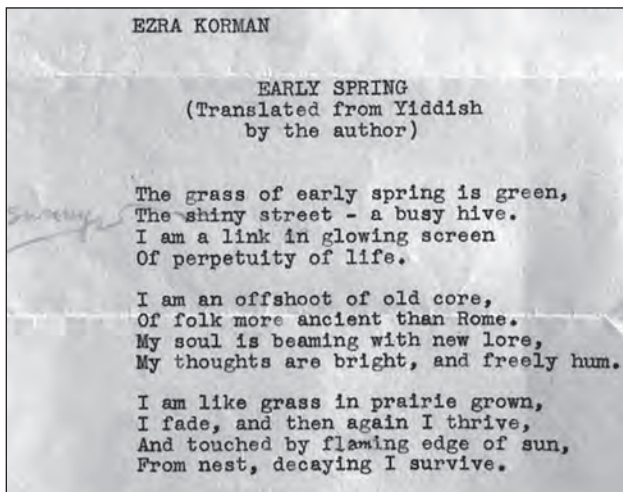 EZRA KORMAN
EARLY SPRING
(Translated from Yiddish
by the author)
The grass of early spring is green,
The shiny street - a busy hive.
I am a link in glowing screen
Of perpetuity of life.
I am an offshoot of old core,
Of folk more ancient than Rome.
My soul is beaming with new lore,
My thoughts are bright, and freely hum.
I am like grass in prairie grown,
I fade, and then again I thrive,
And touched by flaming edge of sun,
From nest, decaying I survive.